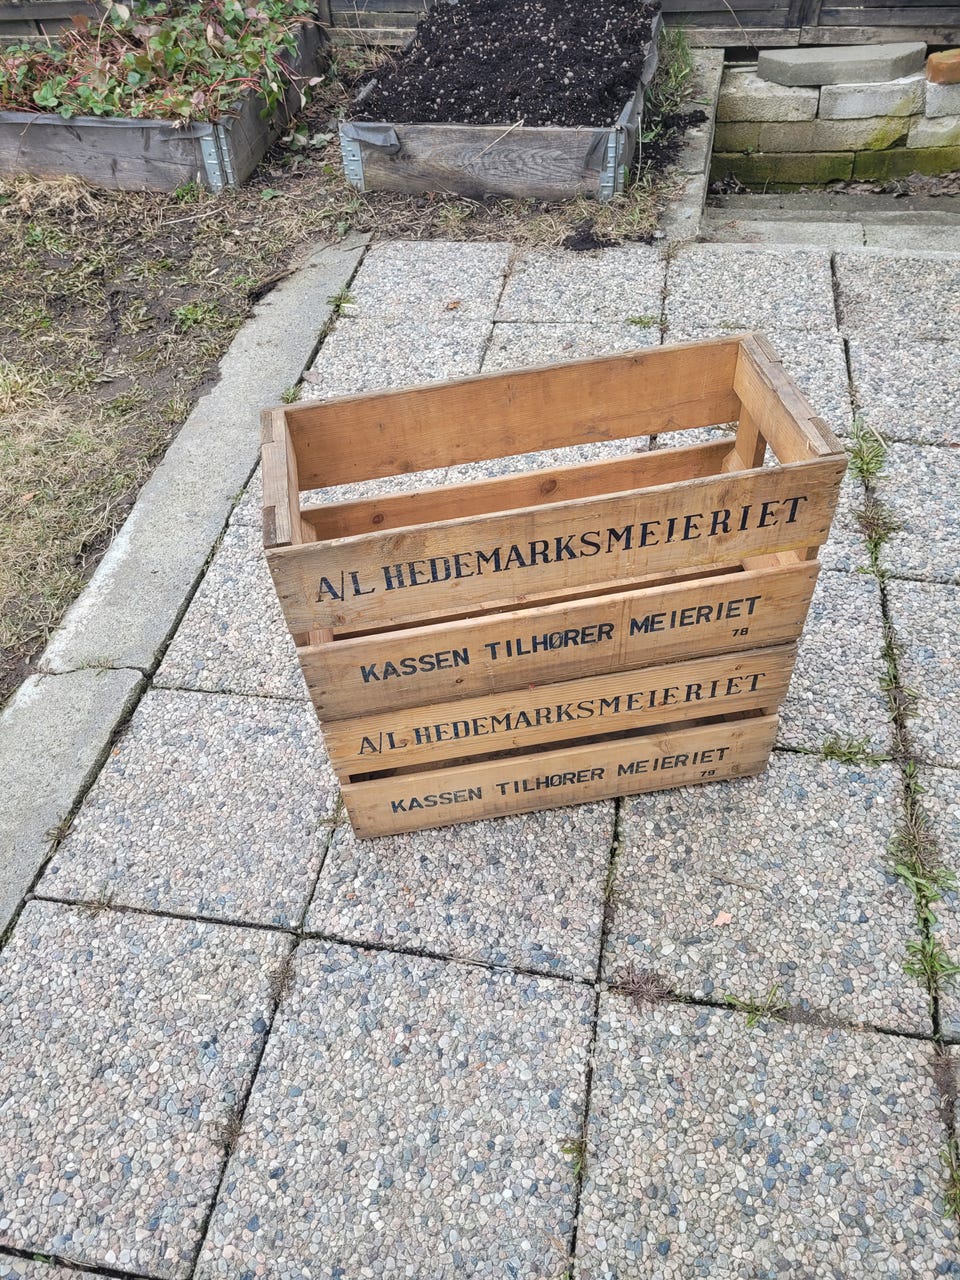 A/L HEDEMARKSMEIERIET
KASSEN TILHØRER MEIERIET
78
A/L HEDEMARKSMEIERIET
KASSEN TILHØRER MEIERIET
79